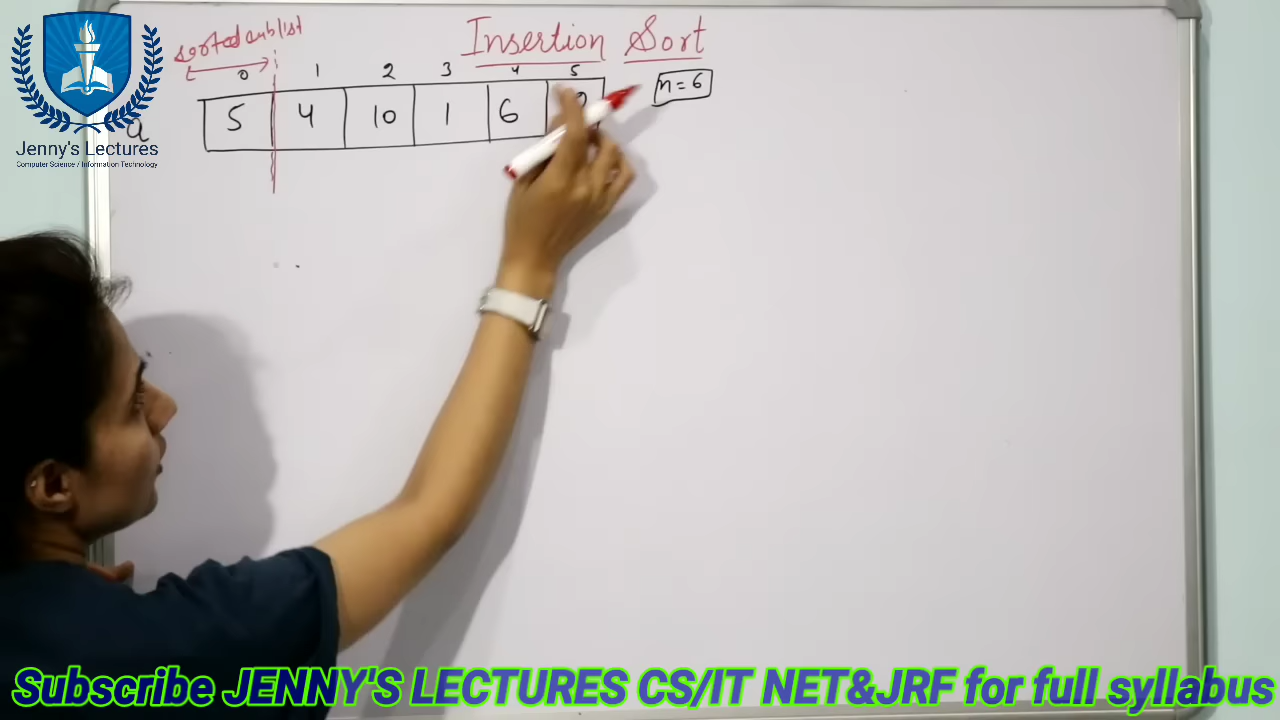 Insertion Sort
sorted sublist
0 1 2 3 4 5
n = 6
a 5 4 10 1 6
Jenny's Lectures
Computer Science / Information Technology
Subscribe JENNY'S LECTURES CS/IT NET&JRF for full syllabus